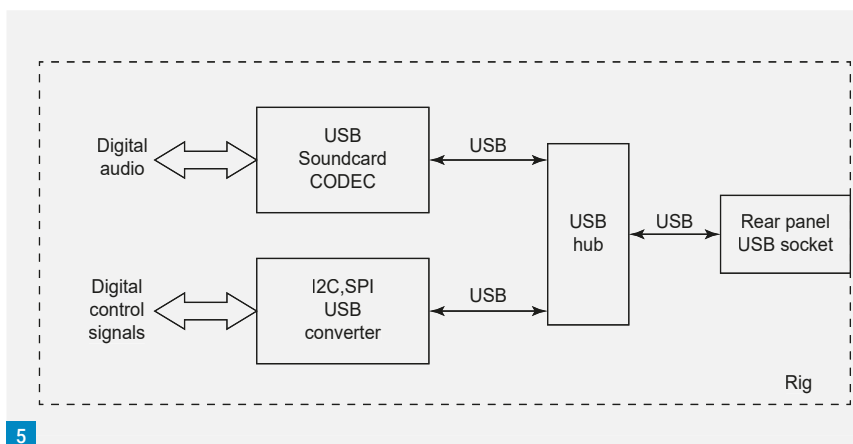 Digital
audio
USB
Soundcard
CODEC
USB
USB
hub
USB
Rear panel
USB socket
Digital
control
signals
I2C,SPI
USB
converter
USB
Rig
5